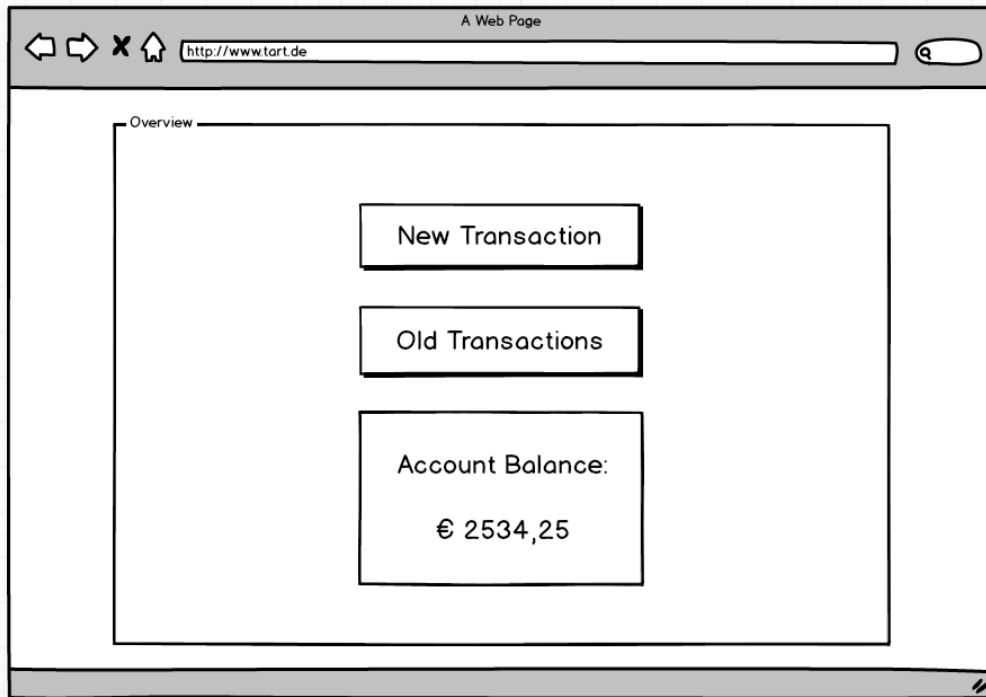 A Web Page
http://www.tart.de
Overview
New Transaction
Old Transactions
Account Balance:
€ 2534,25